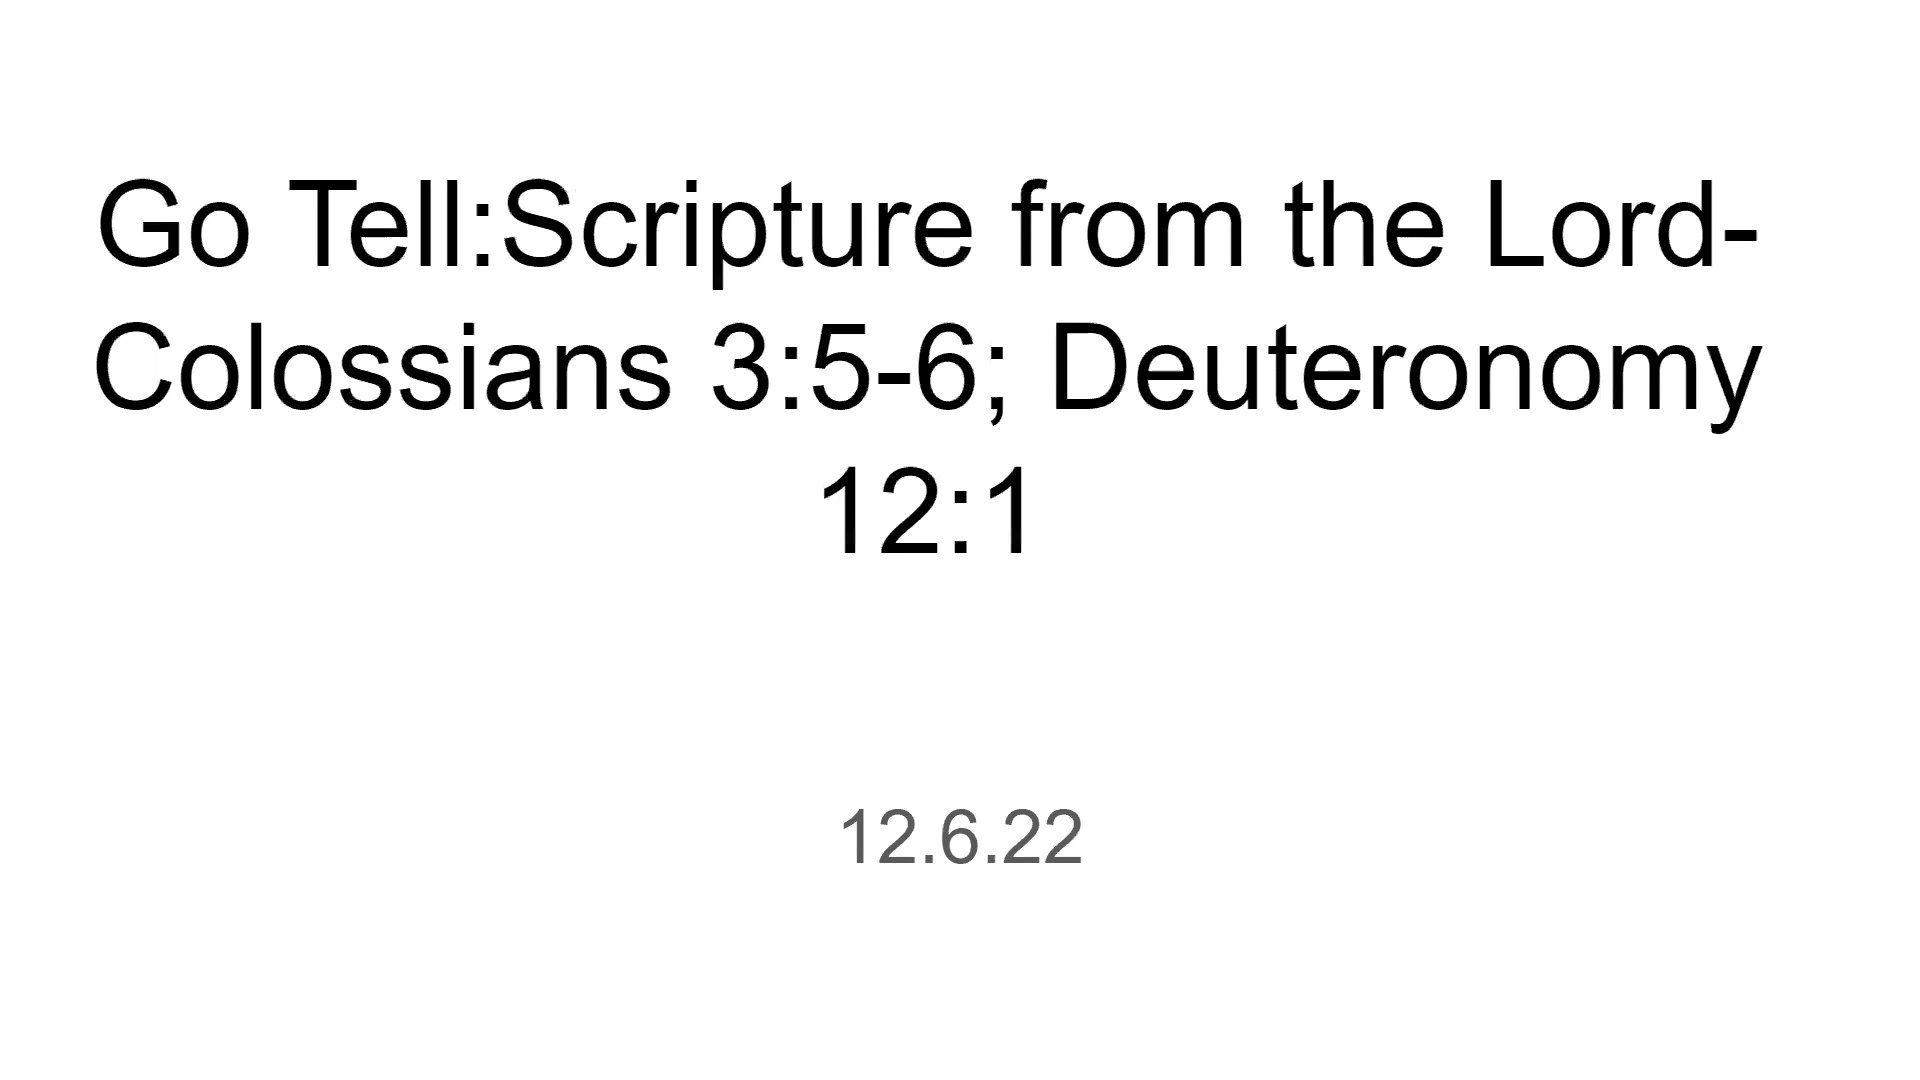 Go Tell:Scripture from the Lord-
Colossians 3:5-6; Deuteronomy
12:1
12.6.22